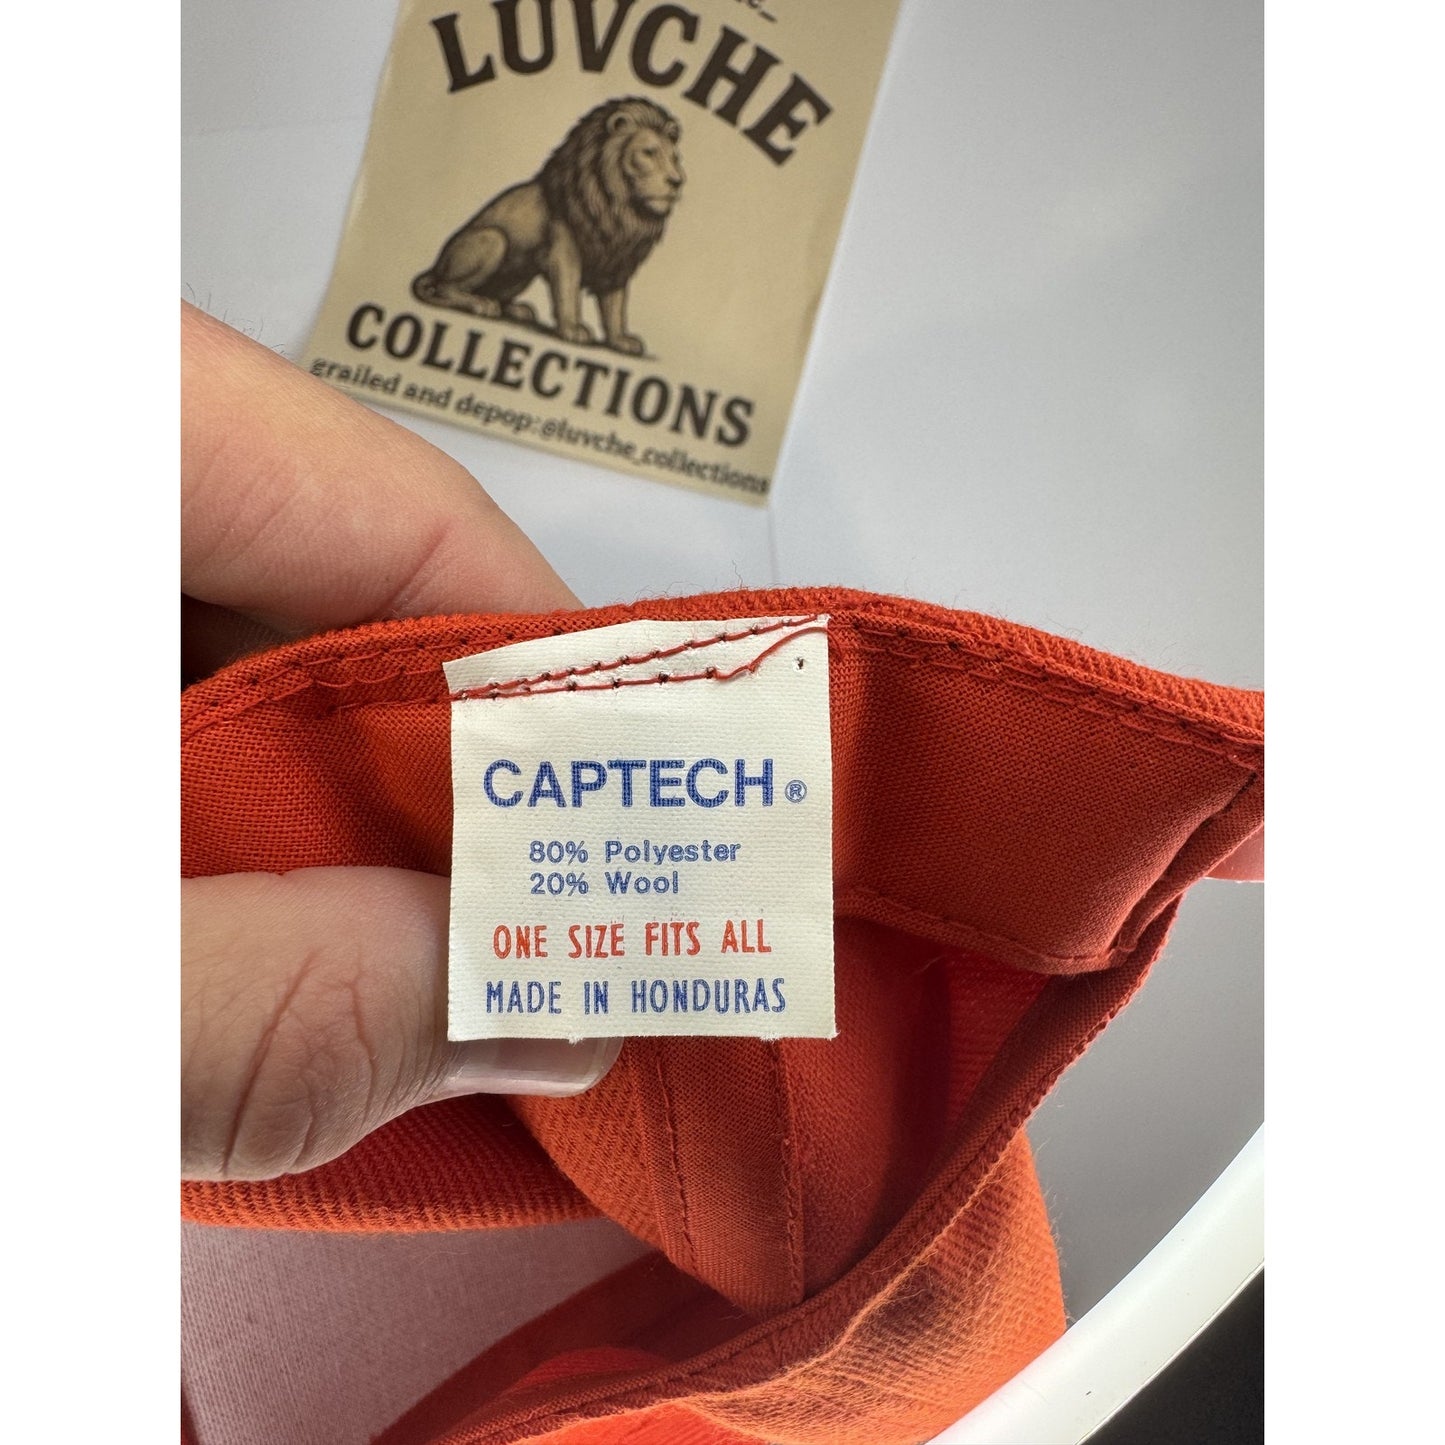 LUVCHE
COLLECTIONS
grailed and depop:@luvche_collections
CAPTECH®
80% Polyester
20% Wool
ONE SIZE FITS ALL
MADE IN HONDURAS